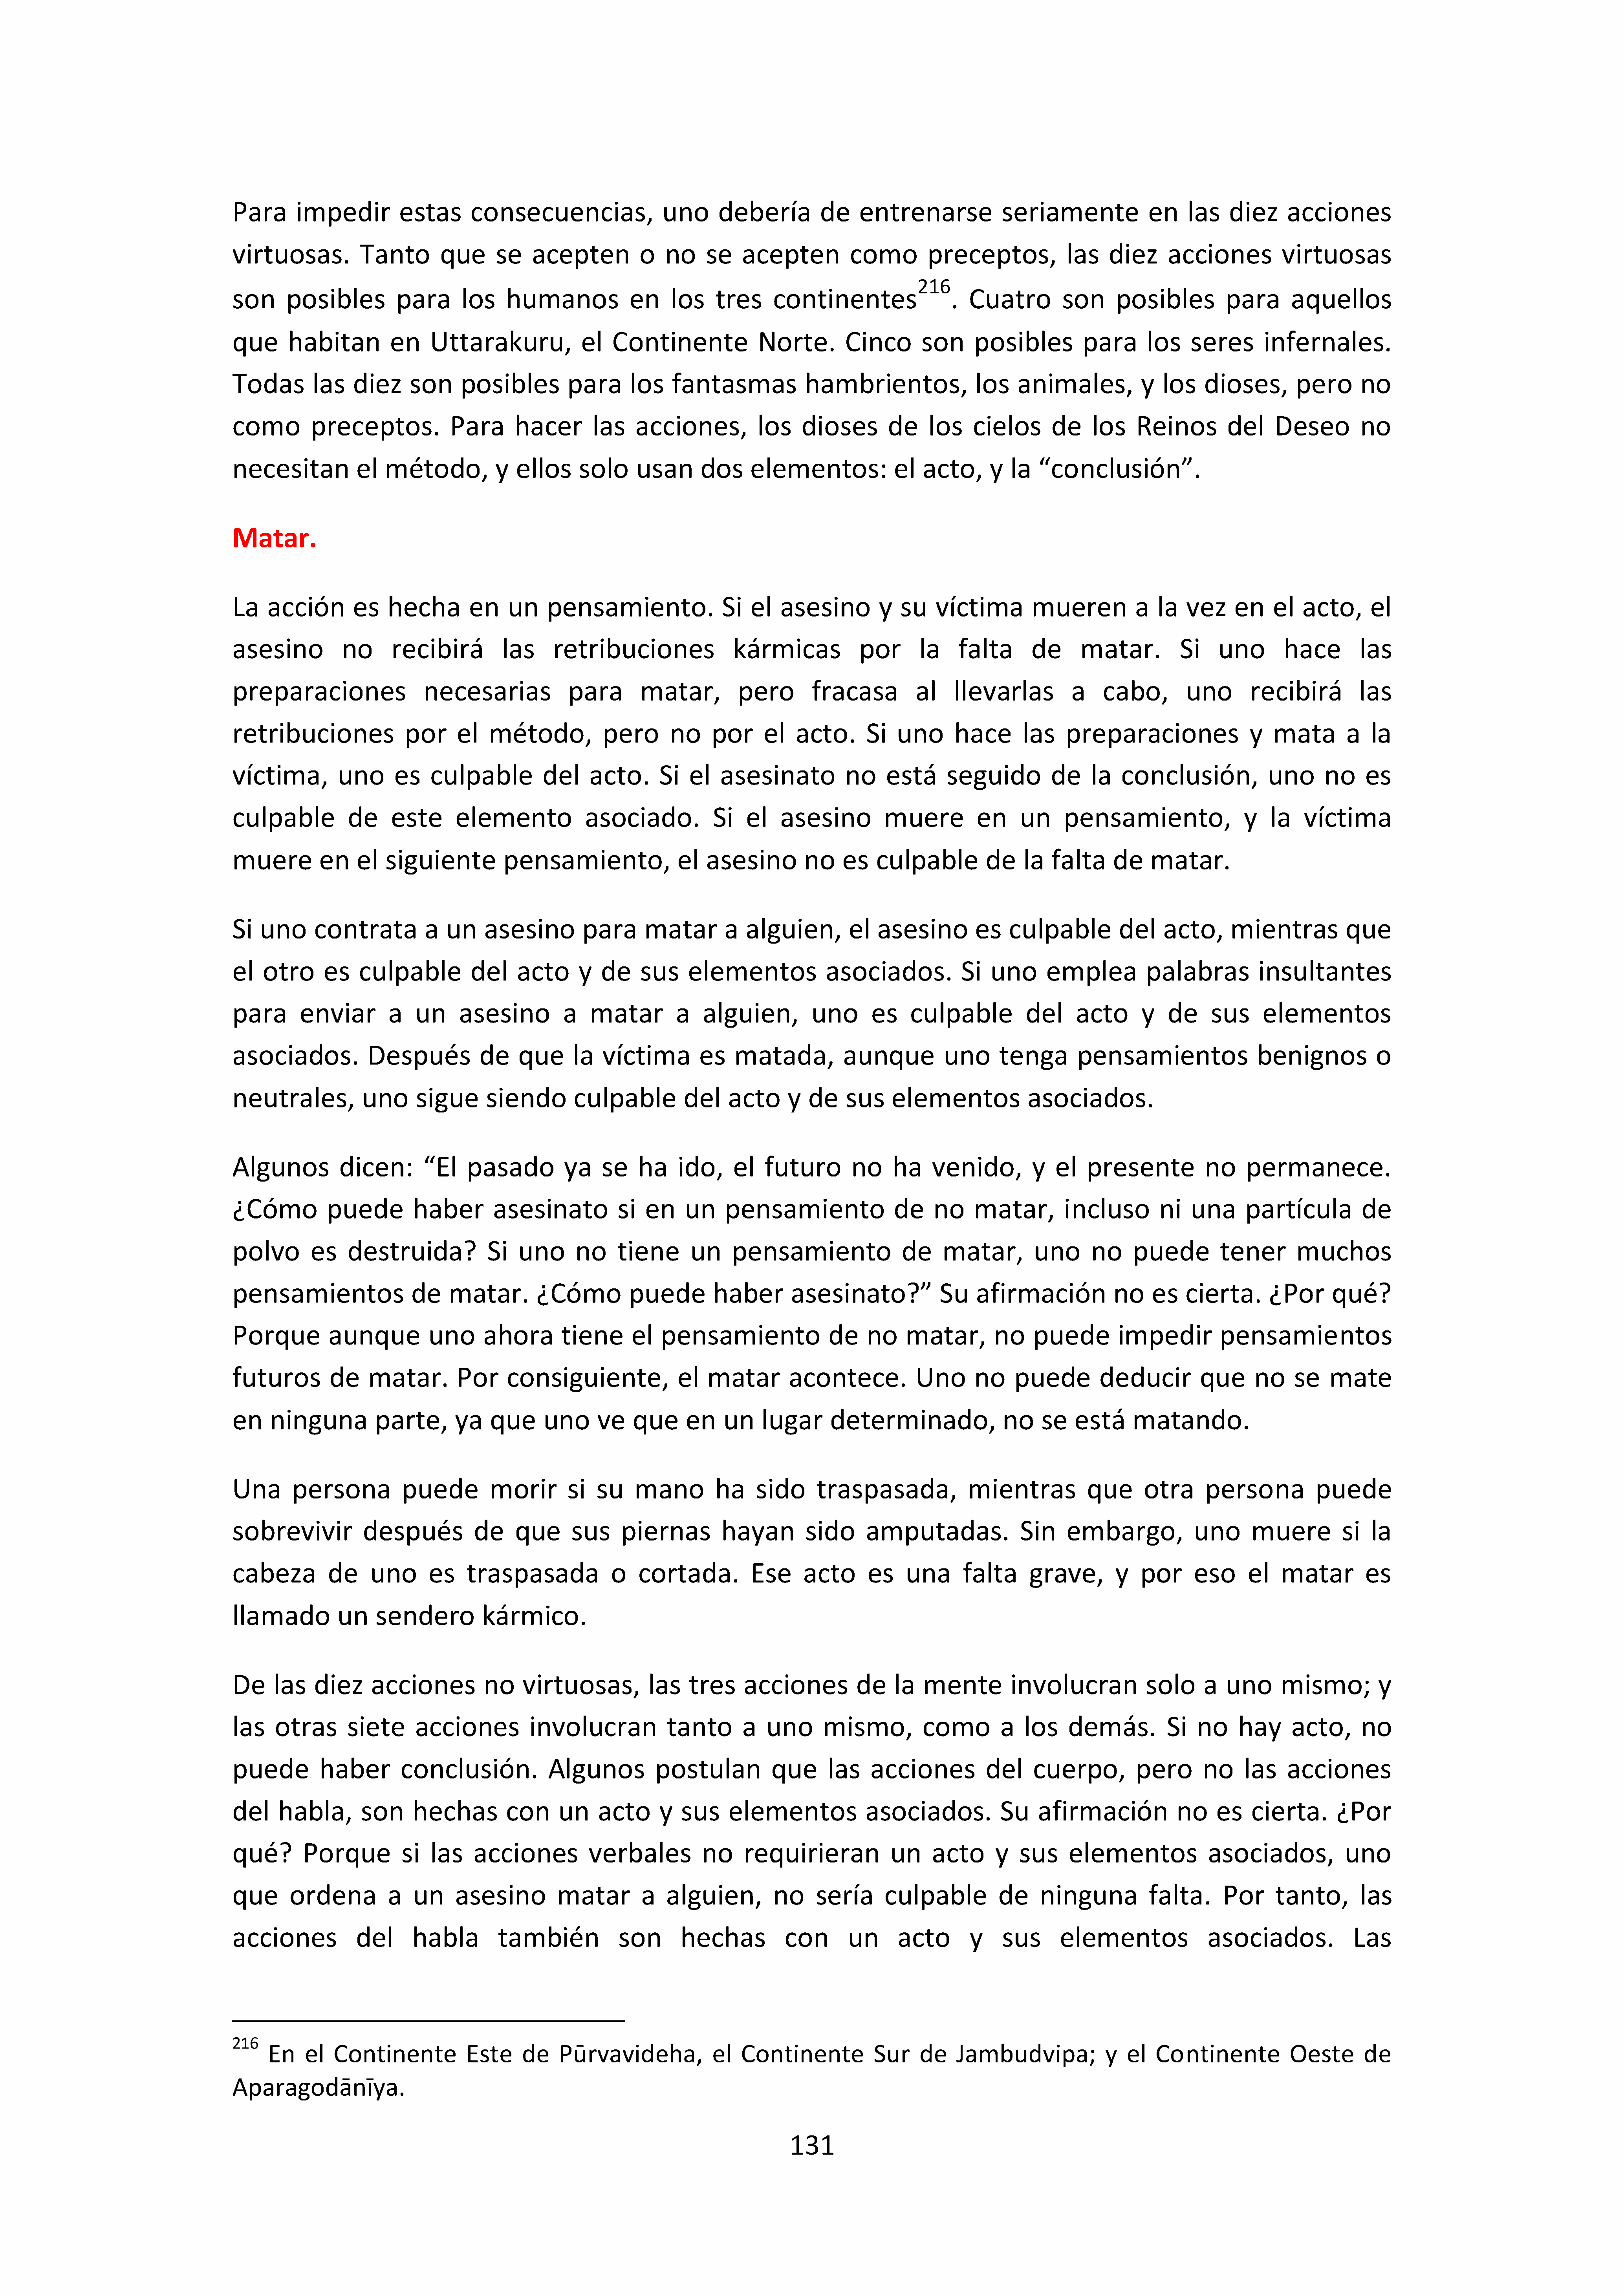 Para impedir estas consecuencias, uno debería de entrenarse seriamente en las diez acciones
virtuosas. Tanto que se acepten o no se acepten como preceptos, las diez acciones virtuosas
son posibles para los humanos en los tres continentes216. Cuatro son posibles para aquellos
que habitan en Uttarakuru, el Continente Norte. Cinco son posibles para los seres infernales.
Todas las diez son posibles para los fantasmas hambrientos, los animales, y los dioses, pero no
como preceptos. Para hacer las acciones, los dioses de los cielos de los Reinos del Deseo no
necesitan el método, y ellos solo usan dos elementos: el acto, y la “conclusión”.
Matar.
La acción es hecha en un pensamiento. Si el asesino y su víctima mueren a la vez en el acto, el
asesino no recibirá las retribuciones kármicas por la falta de matar. Si uno hace las
preparaciones necesarias para matar, pero fracasa al llevarlas a cabo, uno recibirá las
retribuciones por el método, pero no por el acto. Si uno hace las preparaciones y mata a la
víctima, uno es culpable del acto. Si el asesinato no está seguido de la conclusión, uno no es
culpable de este elemento asociado. Si el asesino muere en un pensamiento, y la víctima
muere en el siguiente pensamiento, el asesino no es culpable de la falta de matar.
Si uno contrata a un asesino para matar a alguien, el asesino es culpable del acto, mientras que
el otro es culpable del acto y de sus elementos asociados. Si uno emplea palabras insultantes
para enviar a un asesino a matar a alguien, uno es culpable del acto y de sus elementos
asociados. Después de que la víctima es matada, aunque uno tenga pensamientos benignos o
neutrales, uno sigue siendo culpable del acto y de sus elementos asociados.
Algunos dicen: “El pasado ya se ha ido, el futuro no ha venido, y el presente no permanece.
¿Cómo puede haber asesinato si en un pensamiento de no matar, incluso ni una partícula de
polvo es destruida? Si uno no tiene un pensamiento de matar, uno no puede tener muchos
pensamientos de matar. ¿Cómo puede haber asesinato?” Su afirmación no es cierta. ¿Por qué?
Porque aunque uno ahora tiene el pensamiento de no matar, no puede impedir pensamientos
futuros de matar. Por consiguiente, el matar acontece. Uno no puede deducir que no se mate
en ninguna parte, ya que uno ve que en un lugar determinado, no se está matando.
Una persona puede morir si su mano ha sido traspasada, mientras que otra persona puede
sobrevivir después de que sus piernas hayan sido amputadas. Sin embargo, uno muere si la
cabeza de uno es traspasada o cortada. Ese acto es una falta grave, y por eso el matar es
llamado un sendero kármico.
De las diez acciones no virtuosas, las tres acciones de la mente involucran solo a uno mismo; y
las otras siete acciones involucran tanto a uno mismo, como a los demás. Si no hay acto, no
puede haber conclusión. Algunos postulan que las acciones del cuerpo, pero no las acciones
del habla, son hechas con un acto y sus elementos asociados. Su afirmación no es cierta. ¿Por
qué? Porque si las acciones verbales no requirieran un acto y sus elementos asociados, uno
que ordena a un asesino matar a alguien, no sería culpable de ninguna falta. Por tanto, las
acciones del habla también son hechas con un acto y sus elementos asociados. Las
216 En el Continente Este de Pūrvavideha, el Continente Sur de Jambudvipa; y el Continente Oeste de
Aparagodānīya.
131